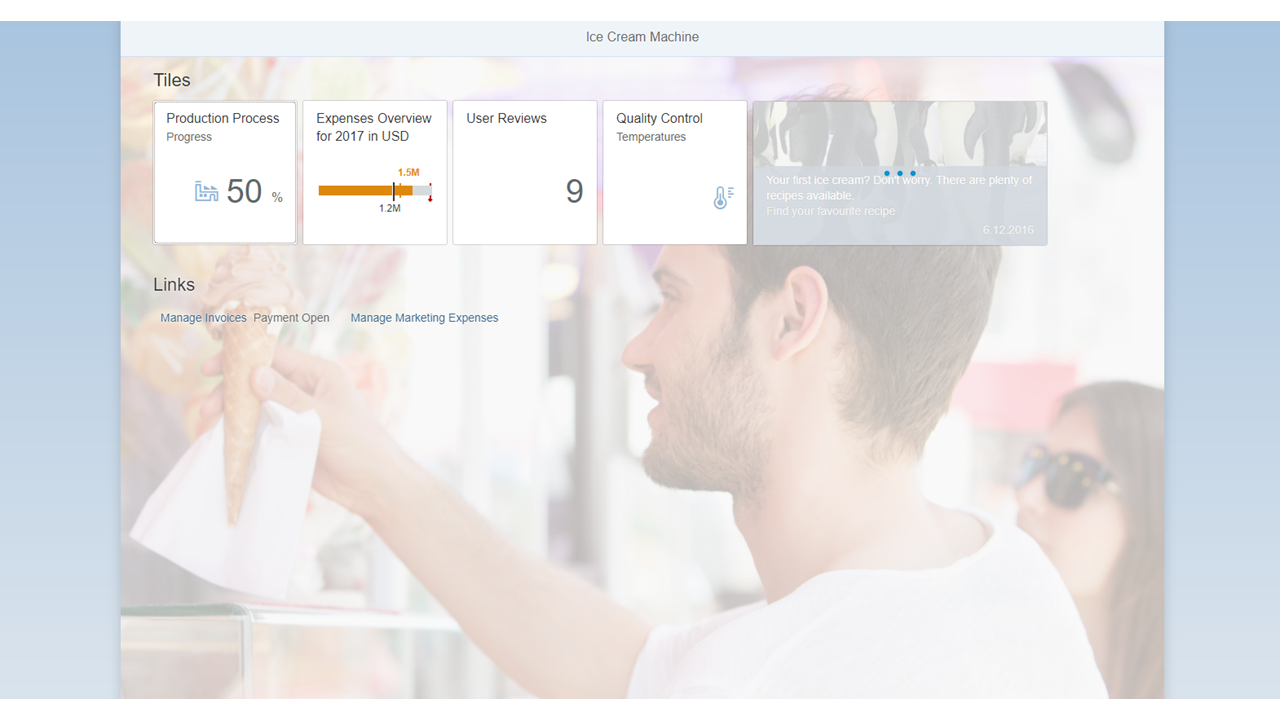 Ice Cream Machine
Tiles
Production Process
Progress
50 %
Expenses Overview
for 2017 in USD
1.5M
1.2M
User Reviews
9
Quality Control
Temperatures
Your first ice cream? Don't worry. There are plenty of
recipes available.
Find your favourite recipe
6.12.2016
Links
Manage Invoices Payment Open Manage Marketing Expenses